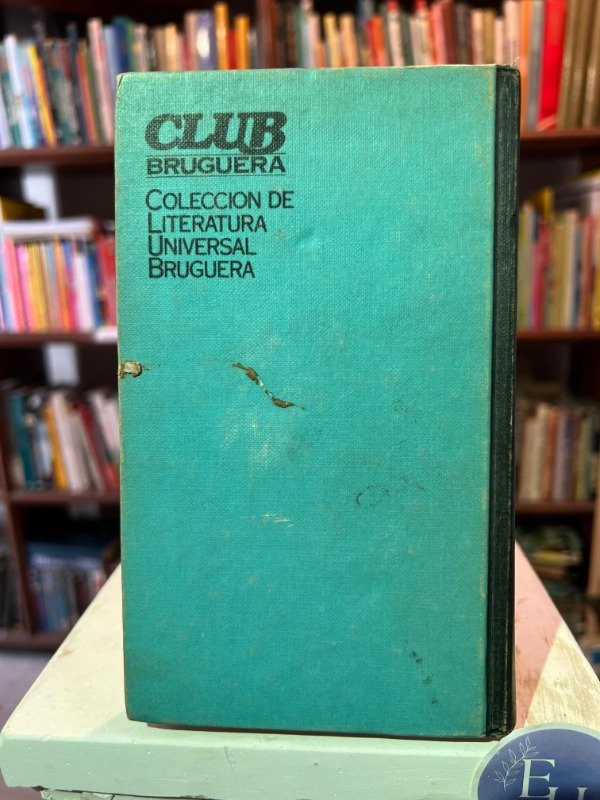 CLUB
BRUGUERA
COLECCION DE
LITERATURA
UNIVERSAL
BRUGUERA